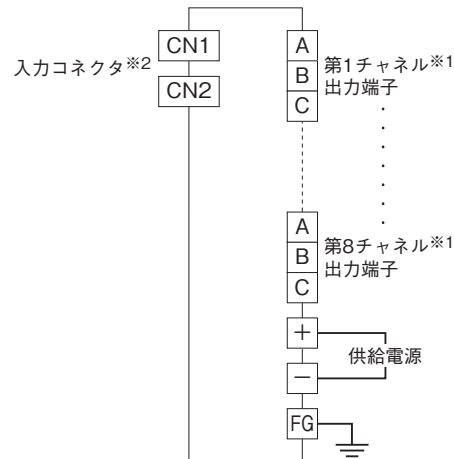 CN1
入力コネクタ※2
CN2
A
B
C
第1チャネル※1
出力端子
A
B
C
第8チャネル※1
出力端子
+
−
供給電源
FG